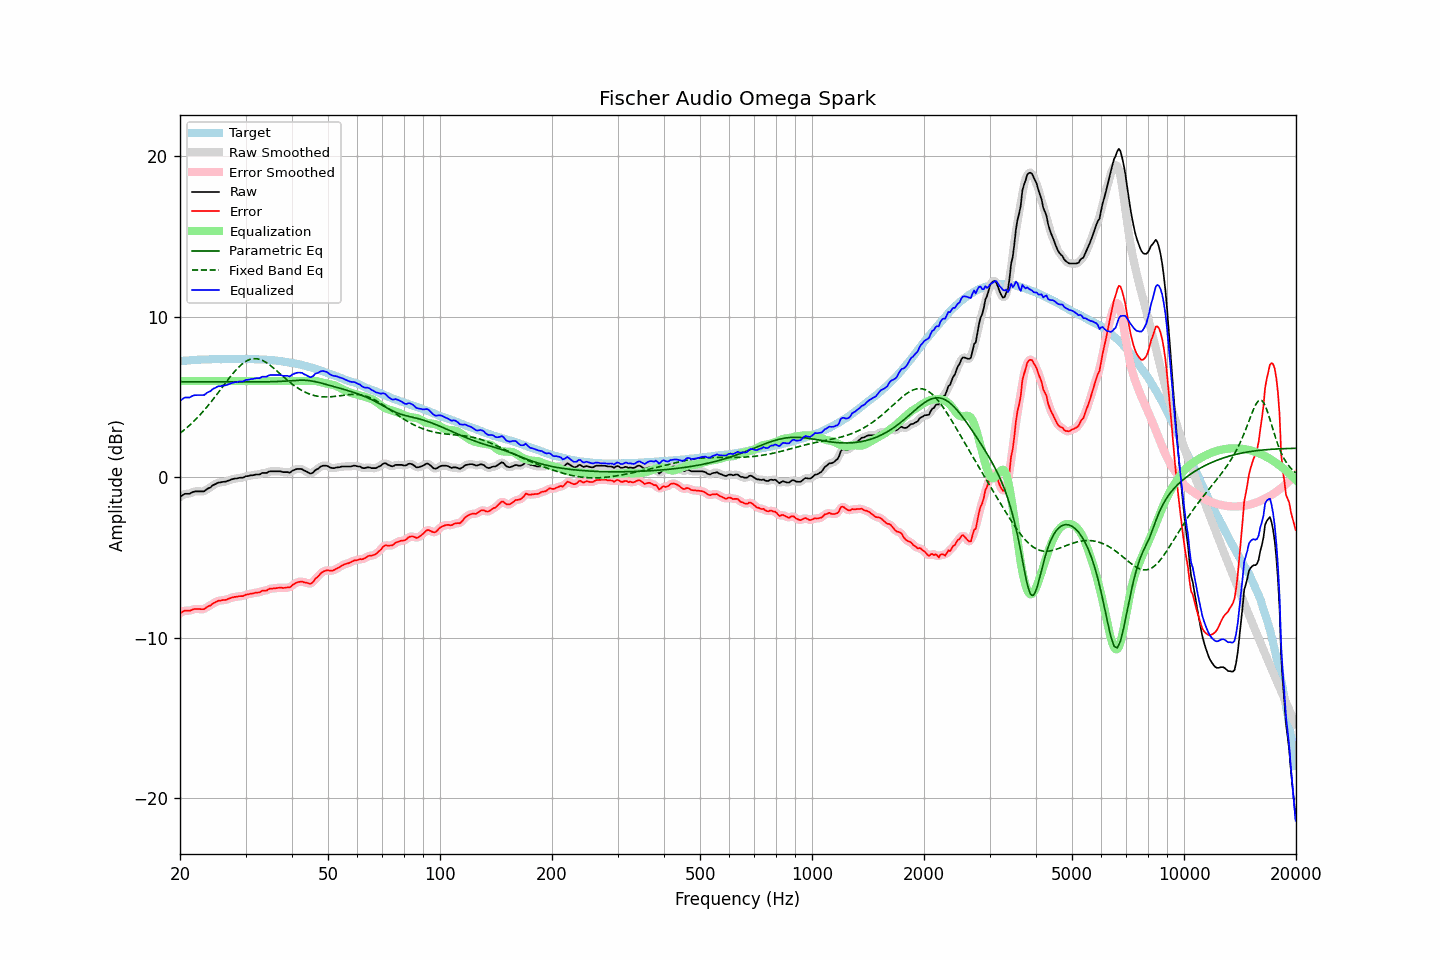 Fischer Audio Omega Spark
Target
Raw Smoothed
Error Smoothed
Raw
Error
Equalization
Parametric Eq
Fixed Band Eq
Equalized
Amplitude (dBr)
20
10
0
−10
−20
20 50 100 200 500 1000 2000 5000 10000 20000
Frequency (Hz)